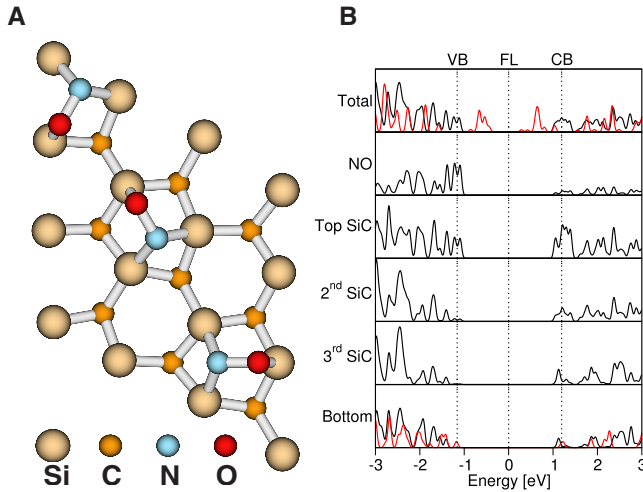 A
B
VB FL CB
Total
NO
Top SiC
2nd SiC
3rd SiC
Bottom
-3 -2 -1 0 1 2 3
Energy [eV]
Si C N O